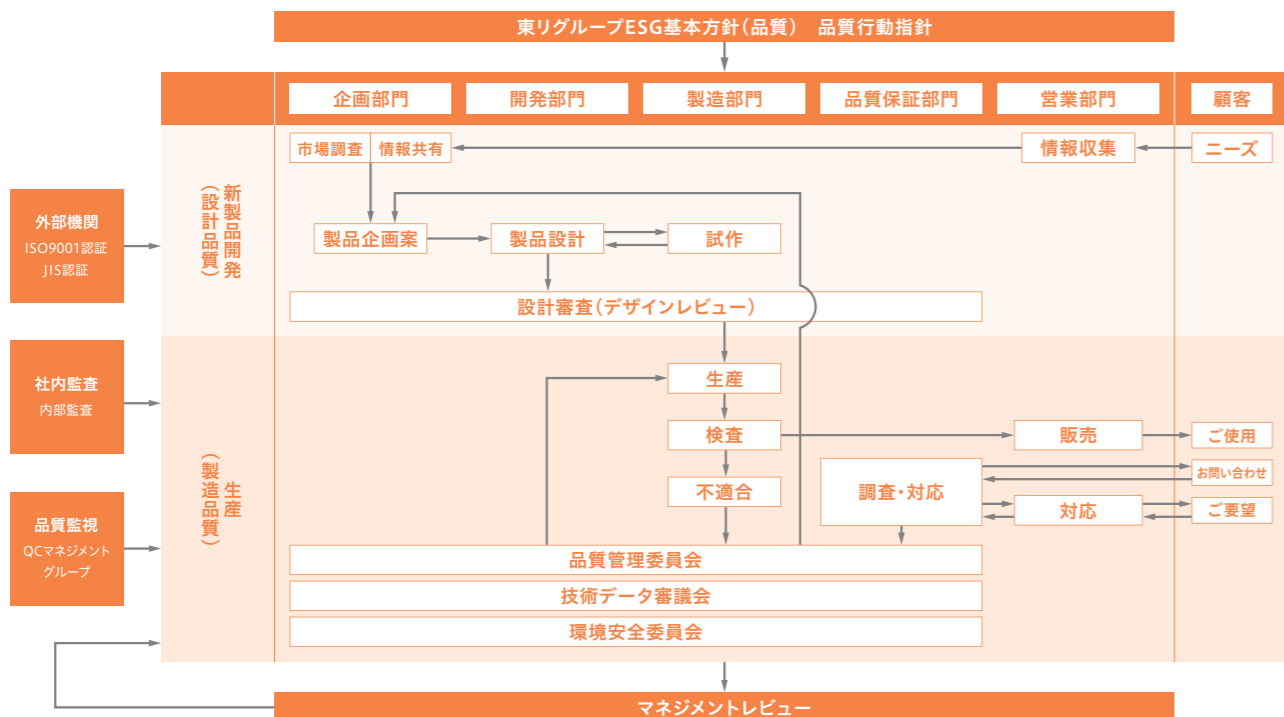 東リグループESG基本方針(品質)　品質行動指針
企画部門
開発部門
製造部門
品質保証部門
営業部門
顧客
市場調査
情報共有
情報収集
ニーズ
新製品開発
(設計品質)
外部機関
ISO9001認証
JIS認証
製品企画案
製品設計
試作
設計審査(デザインレビュー)
社内監査
内部監査
生産
(製造品質)
生産
検査
販売
ご使用
不適合
調査・対応
お問い合わせ
対応
ご要望
品質監視
QCマネジメント
グループ
品質管理委員会
技術データ審議会
環境安全委員会
マネジメントレビュー